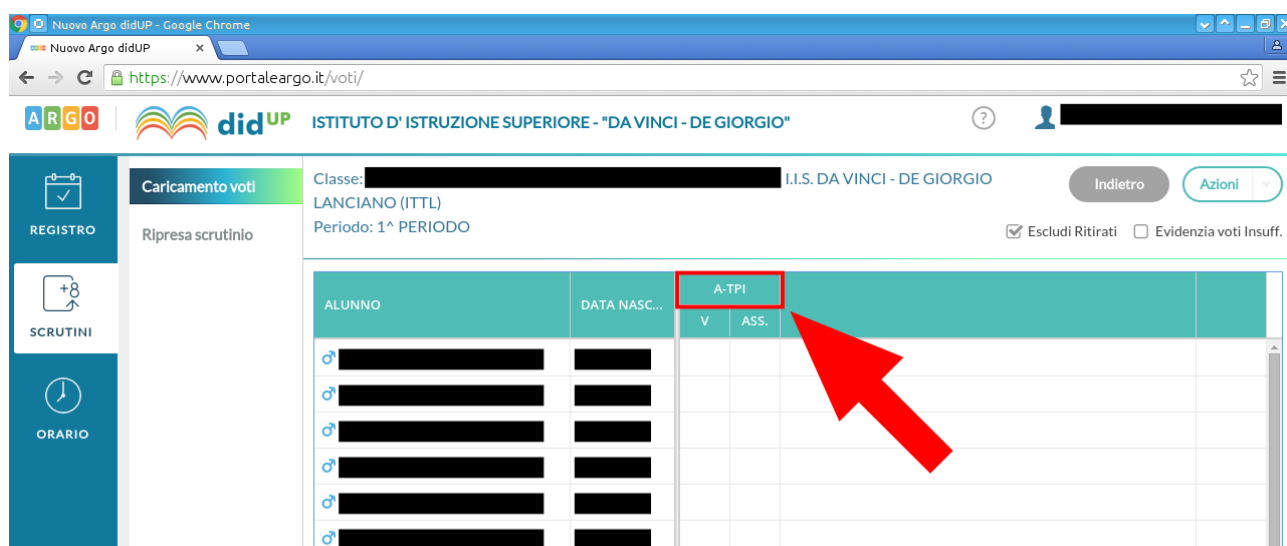 Nuovo Argo didUP - Google Chrome
Nuovo Argo didUP x
https://www.portaleargo.it/voti/
ARGO didUP ISTITUTO D' ISTRUZIONE SUPERIORE - "DA VINCI - DE GIORGIO" ?
REGISTRO
SCRUTINI
ORARIO
Caricamento voti
Ripresa scrutinio
Classe: I.I.S. DA VINCI - DE GIORGIO
LANCIANO (ITTL)
Periodo: 1^ PERIODO
Indietro Azioni
Escludi Ritirati Evidenzia voti Insuff.
ALUNNO DATA NASC... A-TPI
V ASS.